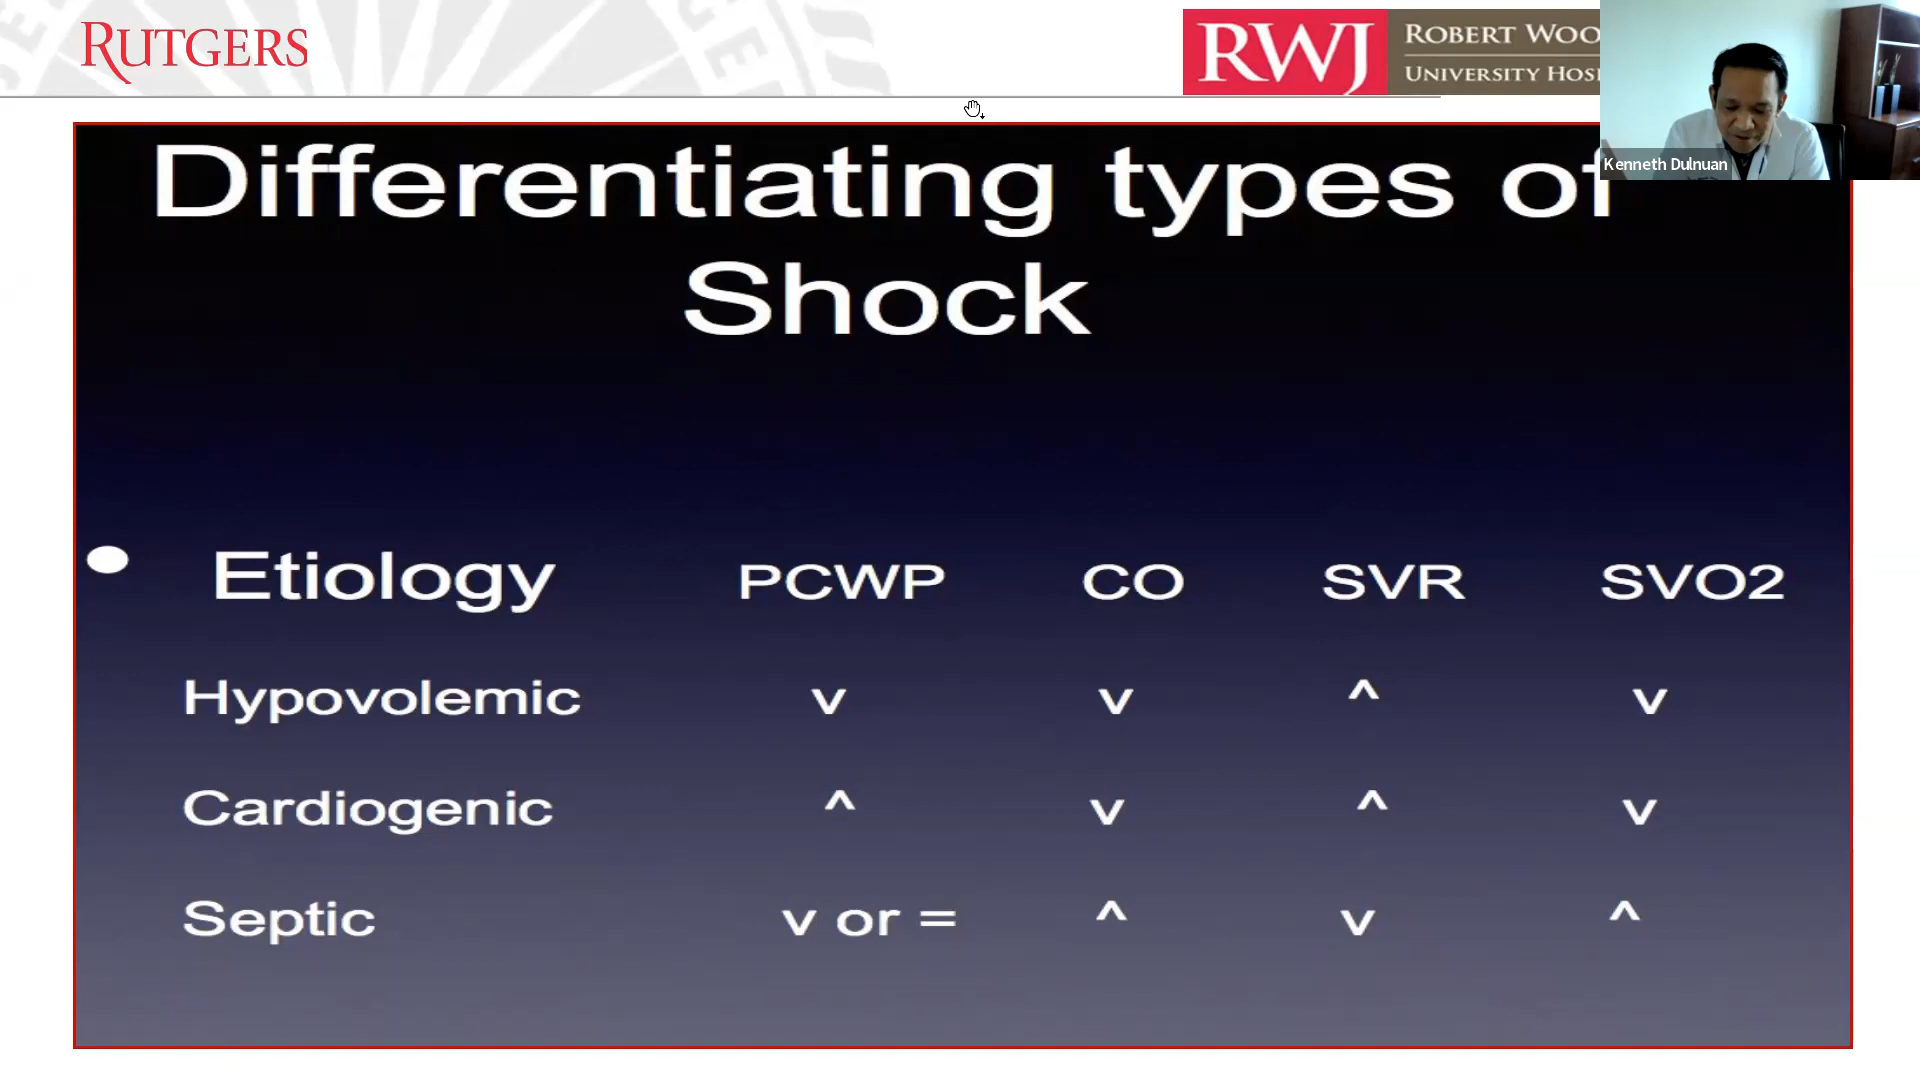 RUTGERS
RWJ
ROBERT WOO
UNIVERSITY HOS
Kenneth Dulnuan
Differentiating types of
Shock
• Etiology PCWP CO SVR SVO2
Hypovolemic v v ^ v
Cardiogenic ^ v ^ v
Septic v or = ^ v ^